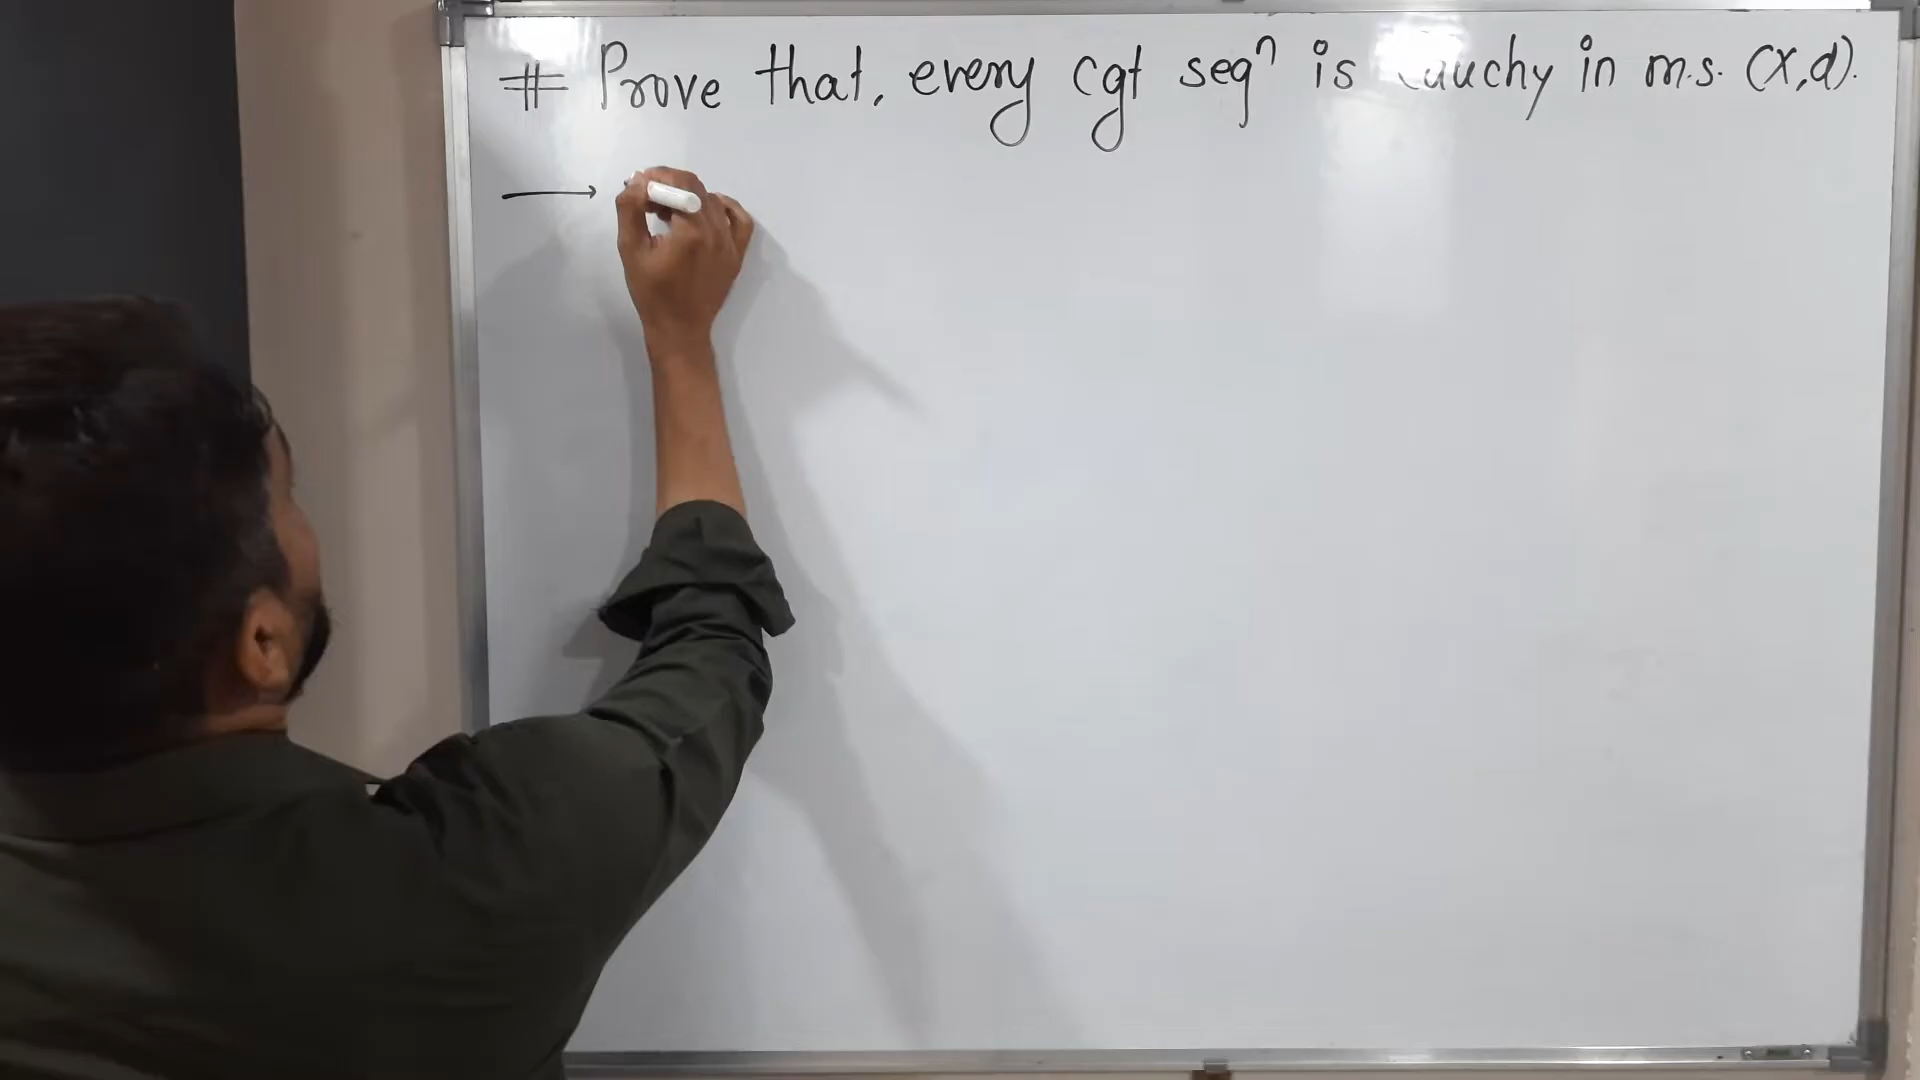 # Prove that, every cgt seqⁿ is Cauchy in m.s. (X,d).
→